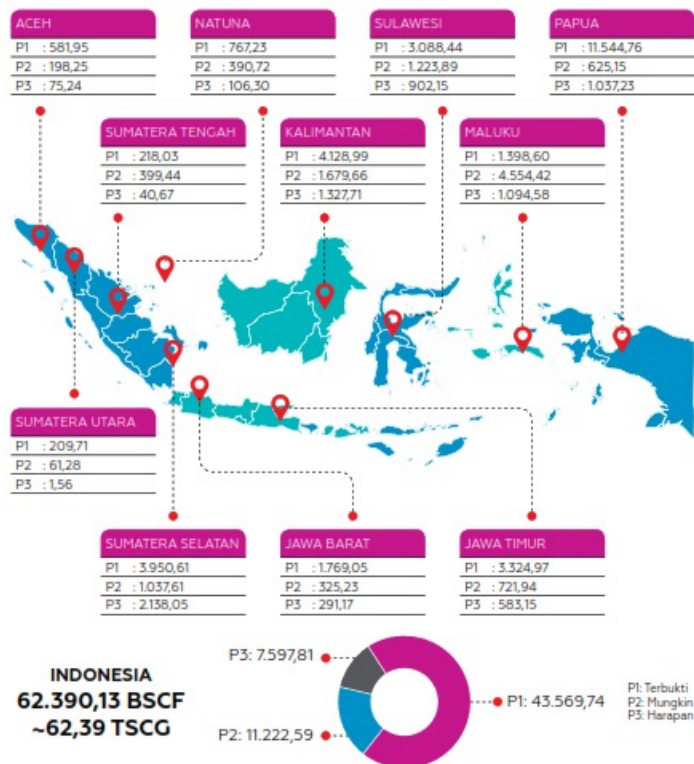 ACEH
P1 : 581,95
P2 : 198,25
P3 : 75,24
NATUNA
P1 : 767,23
P2 : 390,72
P3 : 106,30
SULAWESI
P1 : 3.088,44
P2 : 1.223,89
P3 : 902,15
PAPUA
P1 : 11.544,76
P2 : 625,15
P3 : 1.037,23
SUMATERA TENGAH
P1 : 218,03
P2 : 399,44
P3 : 40,67
KALIMANTAN
P1 : 4.128,99
P2 : 1.679,66
P3 : 1.327,71
MALUKU
P1 : 1.398,60
P2 : 4.554,42
P3 : 1.094,58
SUMATERA UTARA
P1 : 209,71
P2 : 61,28
P3 : 1,56
SUMATERA SELATAN
P1 : 3.950,61
P2 : 1.037,61
P3 : 2.138,05
JAWA BARAT
P1 : 1.769,05
P2 : 325,23
P3 : 291,17
JAWA TIMUR
P1 : 3.324,97
P2 : 721,94
P3 : 583,15
INDONESIA
62.390,13 BSCF
~62,39 TSCG
P3: 7.597,81
P2: 11.222,59
P1: 43.569,74
P1: Terbukti
P2: Mungkin
P3: Harapan